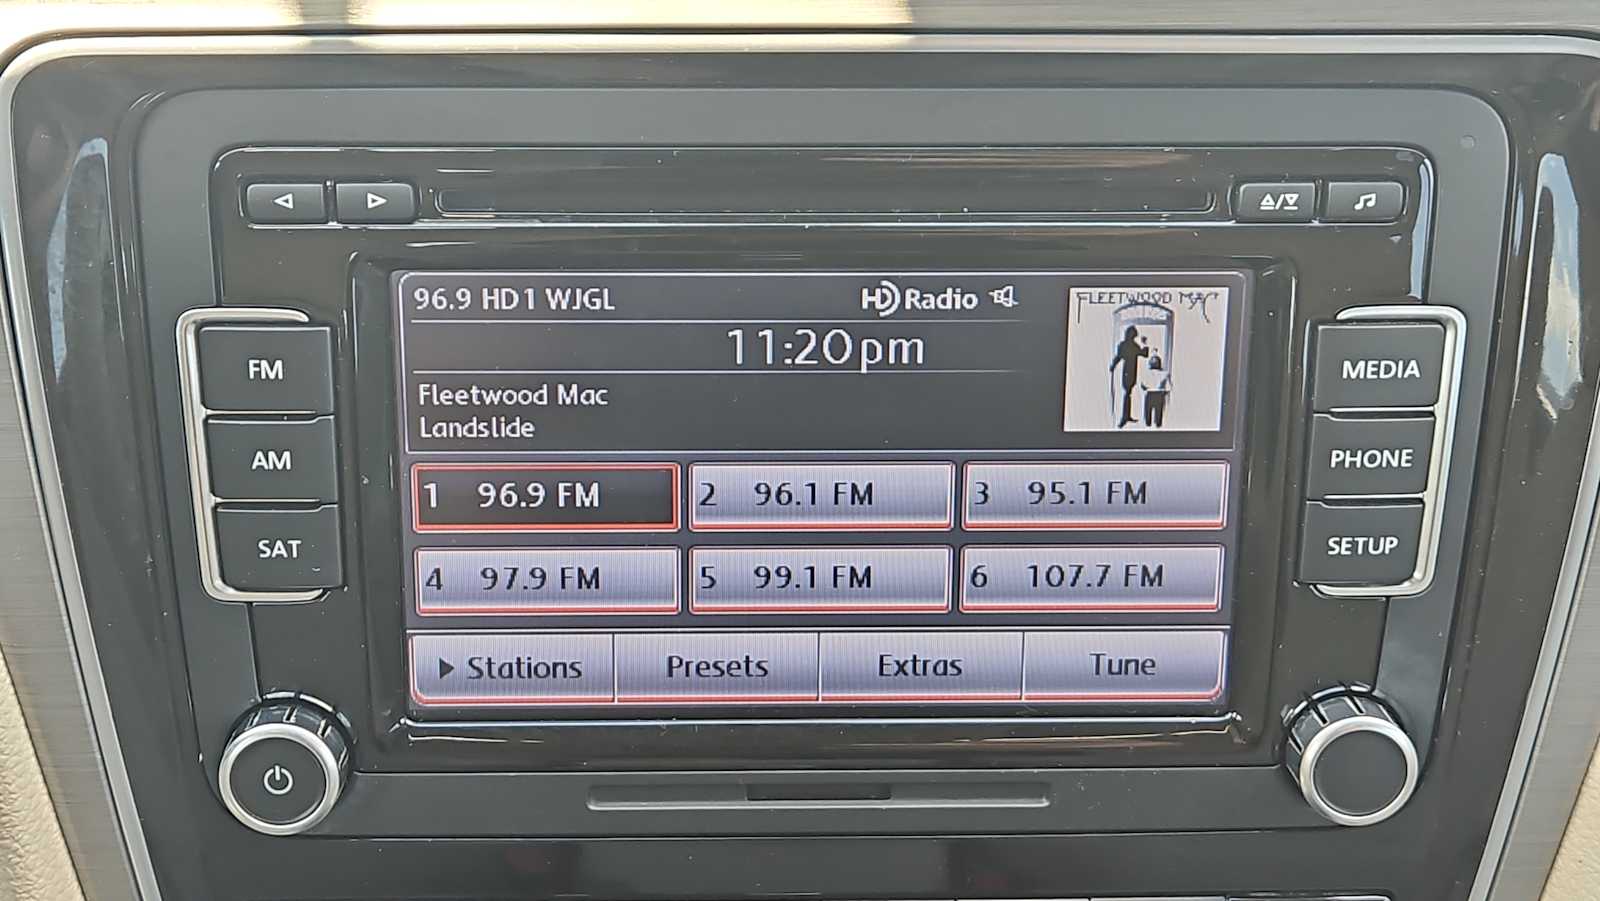 96.9 HD1 WJGL
HD Radio
FLEETWOOD MAC
11:20pm
Fleetwood Mac
Landslide
1 96.9 FM
2 96.1 FM
3 95.1 FM
4 97.9 FM
5 99.1 FM
6 107.7 FM
Stations
Presets
Extras
Tune
FM
AM
SAT
MEDIA
PHONE
SETUP